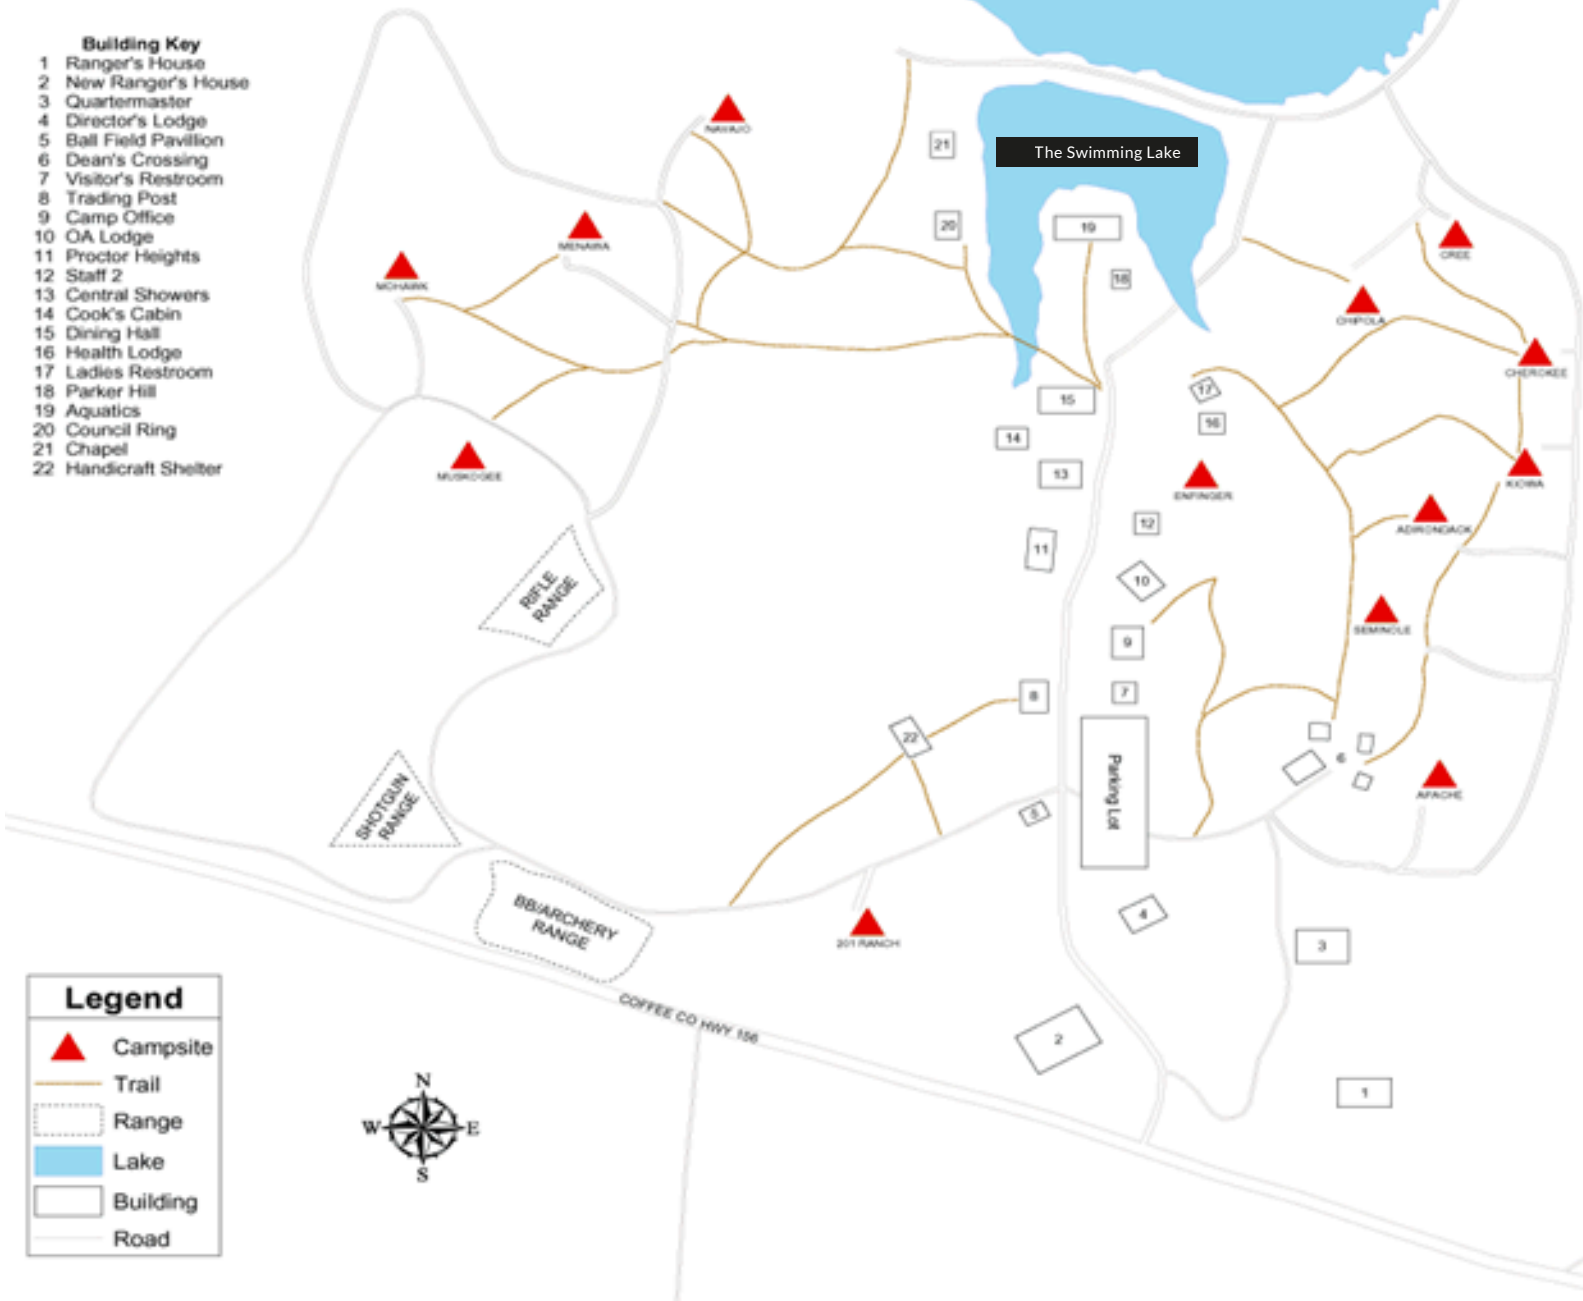 Building Key
1 Ranger's House
2 New Ranger's House
3 Quartermaster
4 Director's Lodge
5 Ball Field Pavillion
6 Dean's Crossing
7 Visitor's Restroom
8 Trading Post
9 Camp Office
10 OA Lodge
11 Proctor Heights
12 Staff 2
13 Central Showers
14 Cook's Cabin
15 Dining Hall
16 Health Lodge
17 Ladies Restroom
18 Parker Hill
19 Aquatics
20 Council Ring
21 Chapel
22 Handicraft Shelter
NAVAJO
21
The Swimming Lake
MENAWA
20
19
CREE
MOHAWK
18
CHIPOLA
CHEROKEE
17
15
16
14
MUSKOGEE
13
ENFINGER
KIOWA
12
ADIRONDACK
11
RIFLE
RANGE
10
9
SEMINOLE
8
7
22
6
Parking Lot
SHOTGUN
RANGE
5
APACHE
BB/ARCHERY
RANGE
4
201 RANCH
3
COFFEE CO HWY 156
2
1
Legend
Campsite
Trail
Range
Lake
Building
Road
N
W
E
S